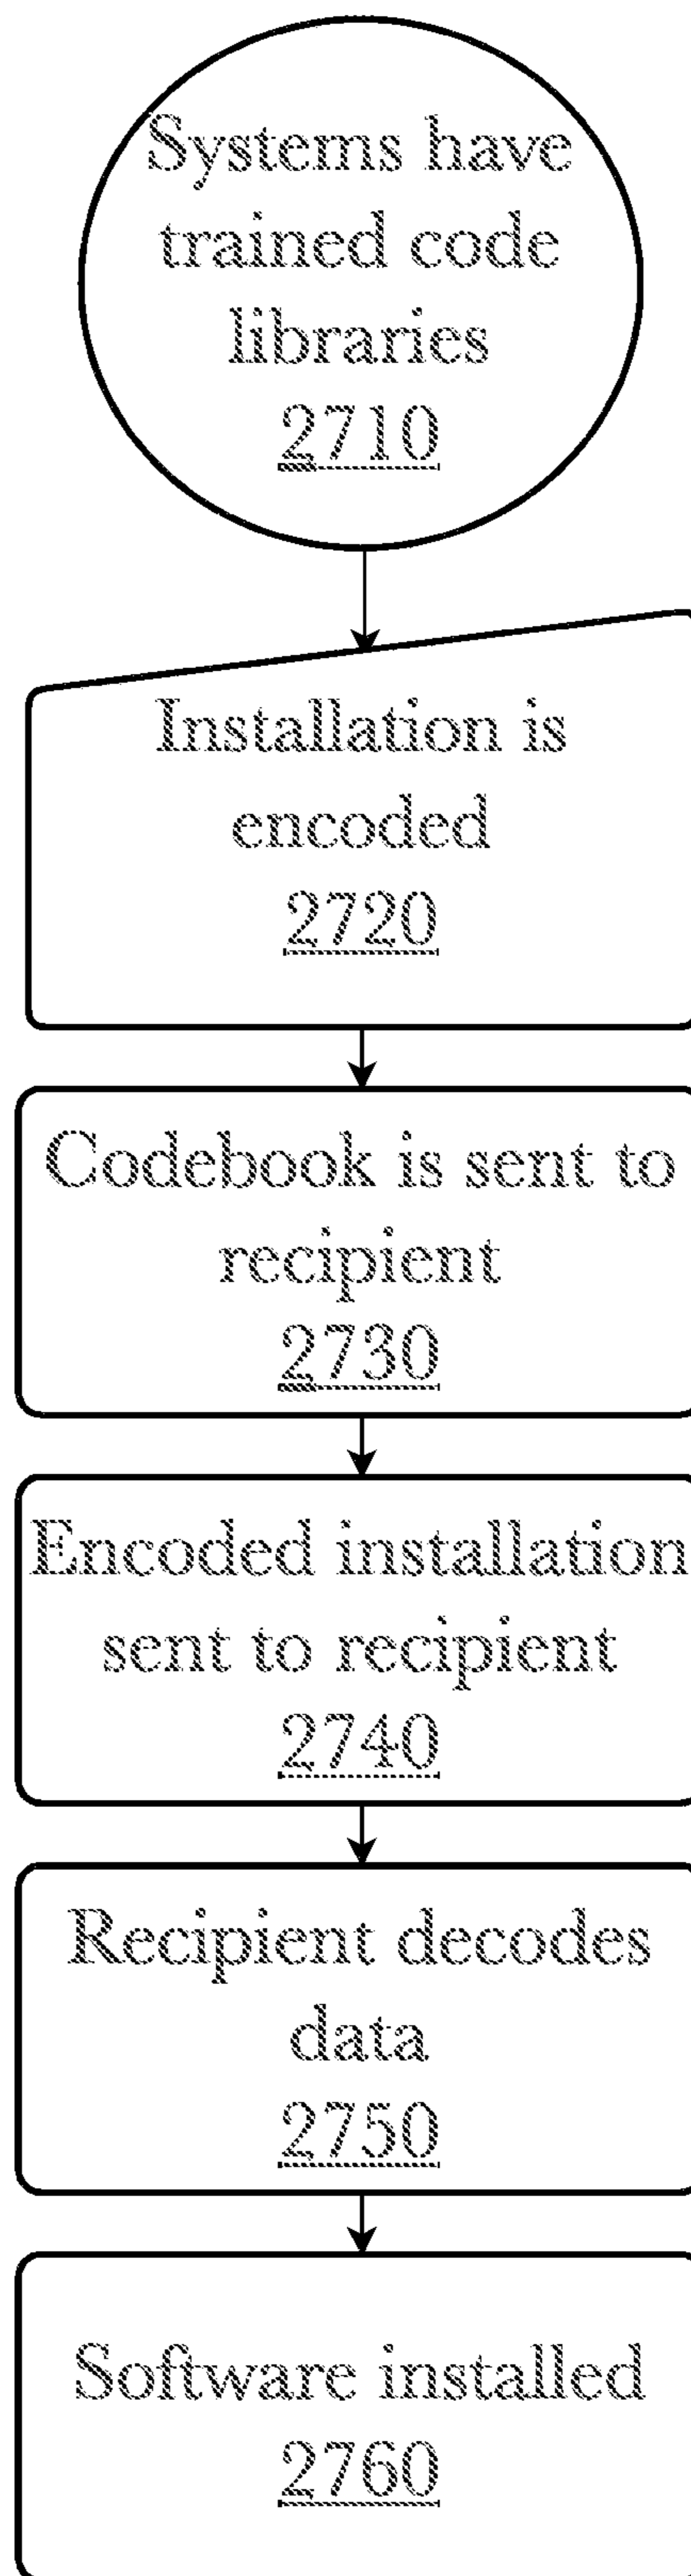 Systems have
trained code
libraries
2710
Installation is
encoded
2720
Codebook is sent to
recipient
2730
Encoded installation
sent to recipient
2740
Recipient decodes
data
2750
Software installed
2760